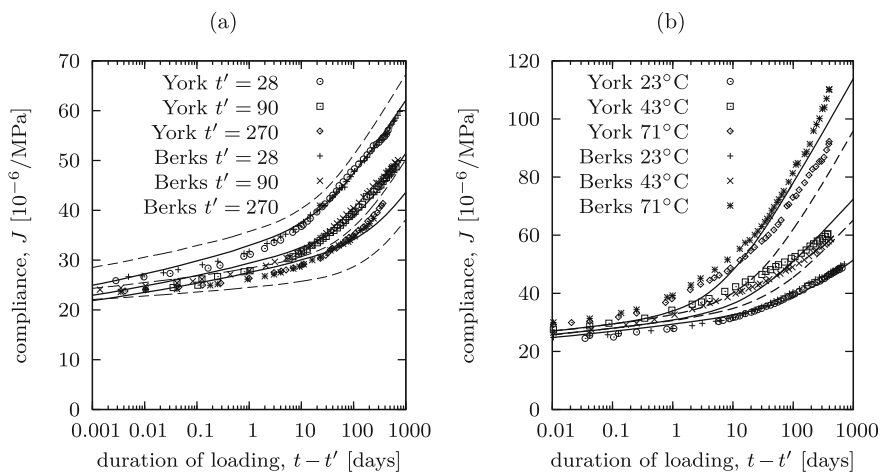 (a)
compliance, J [10⁻⁶/MPa]
70
60
50
40
30
20
10
0
York t′ = 28
York t′ = 90
York t′ = 270
Berks t′ = 28
Berks t′ = 90
Berks t′ = 270
0.001 0.01 0.1 1 10 100 1000
duration of loading, t − t′ [days]
(b)
compliance, J [10⁻⁶/MPa]
120
100
80
60
40
20
0
York 23°C
York 43°C
York 71°C
Berks 23°C
Berks 43°C
Berks 71°C
0.01 0.1 1 10 100 1000
duration of loading, t − t′ [days]